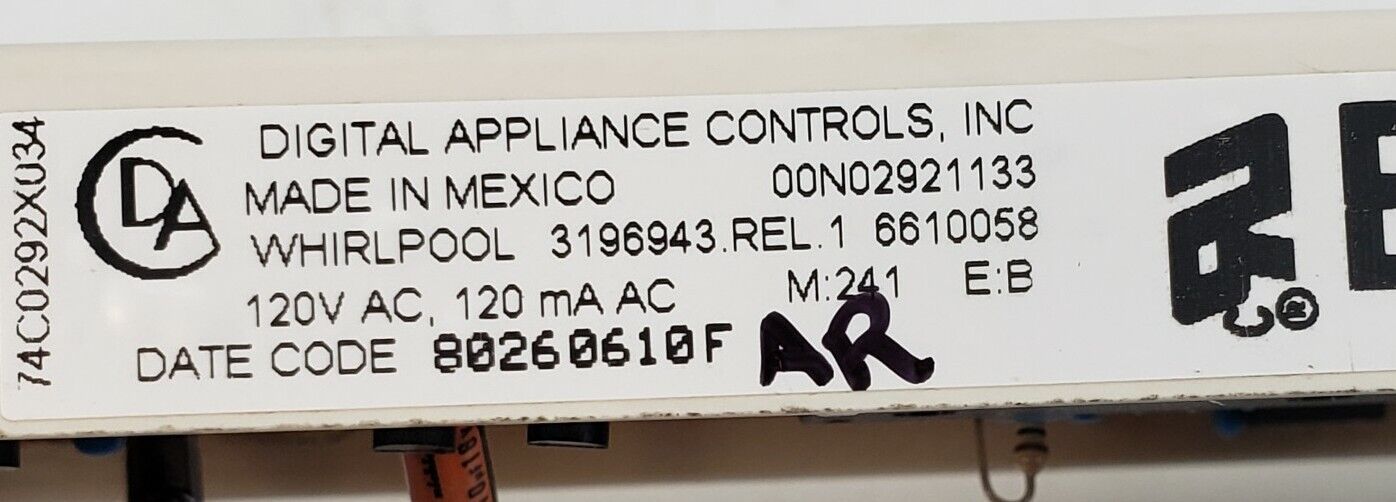 74C0292X034
DA
DIGITAL APPLIANCE CONTROLS, INC
MADE IN MEXICO 00N02921133
WHIRLPOOL 3196943.REL.1 6610058
120V AC, 120 mA AC M:241 E:B
DATE CODE 80260610F AR